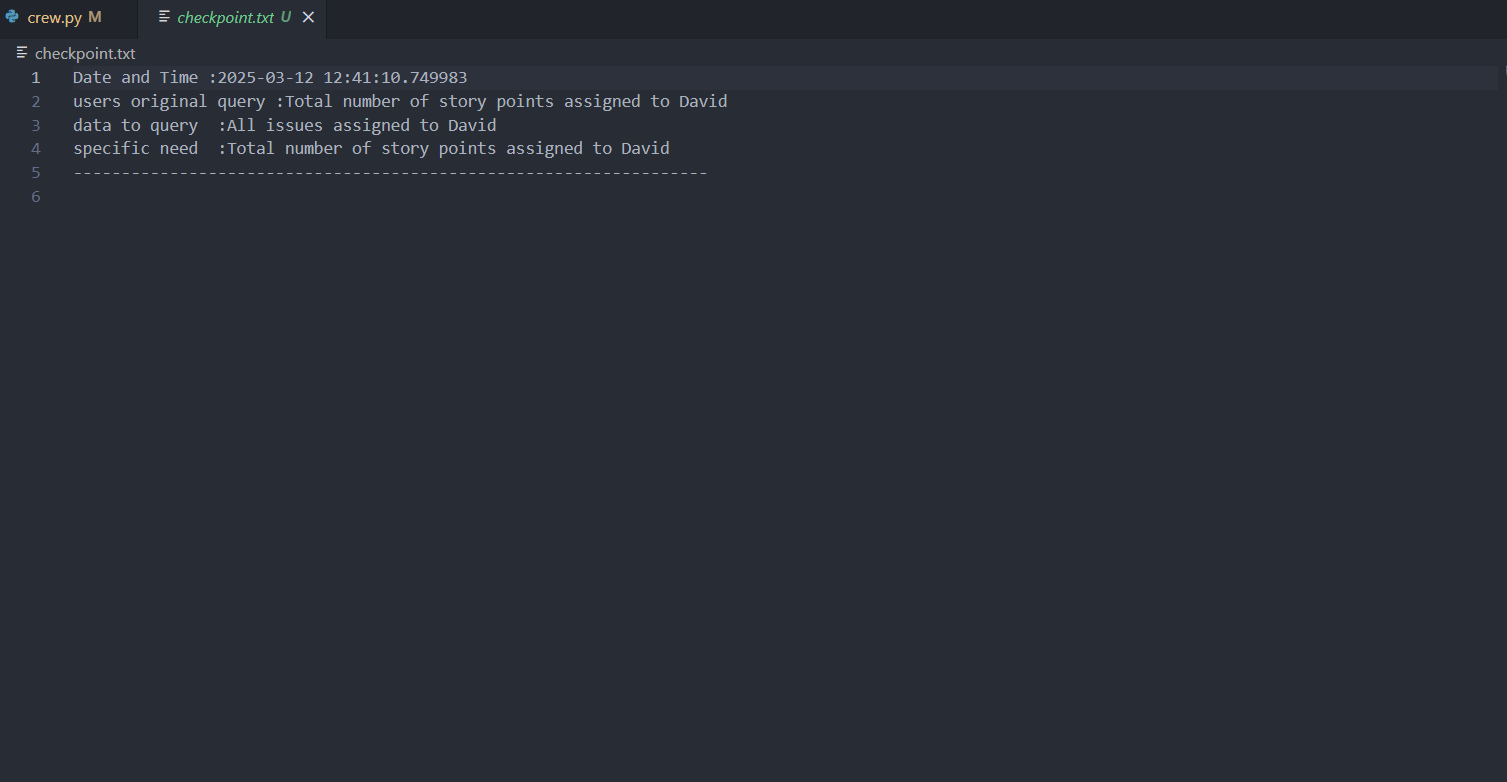 crew.py M
checkpoint.txt U
checkpoint.txt
1 Date and Time :2025-03-12 12:41:10.749983
2 users original query :Total number of story points assigned to David
3 data to query  :All issues assigned to David
4 specific need  :Total number of story points assigned to David
5 ------------------------------------------------------------------
6